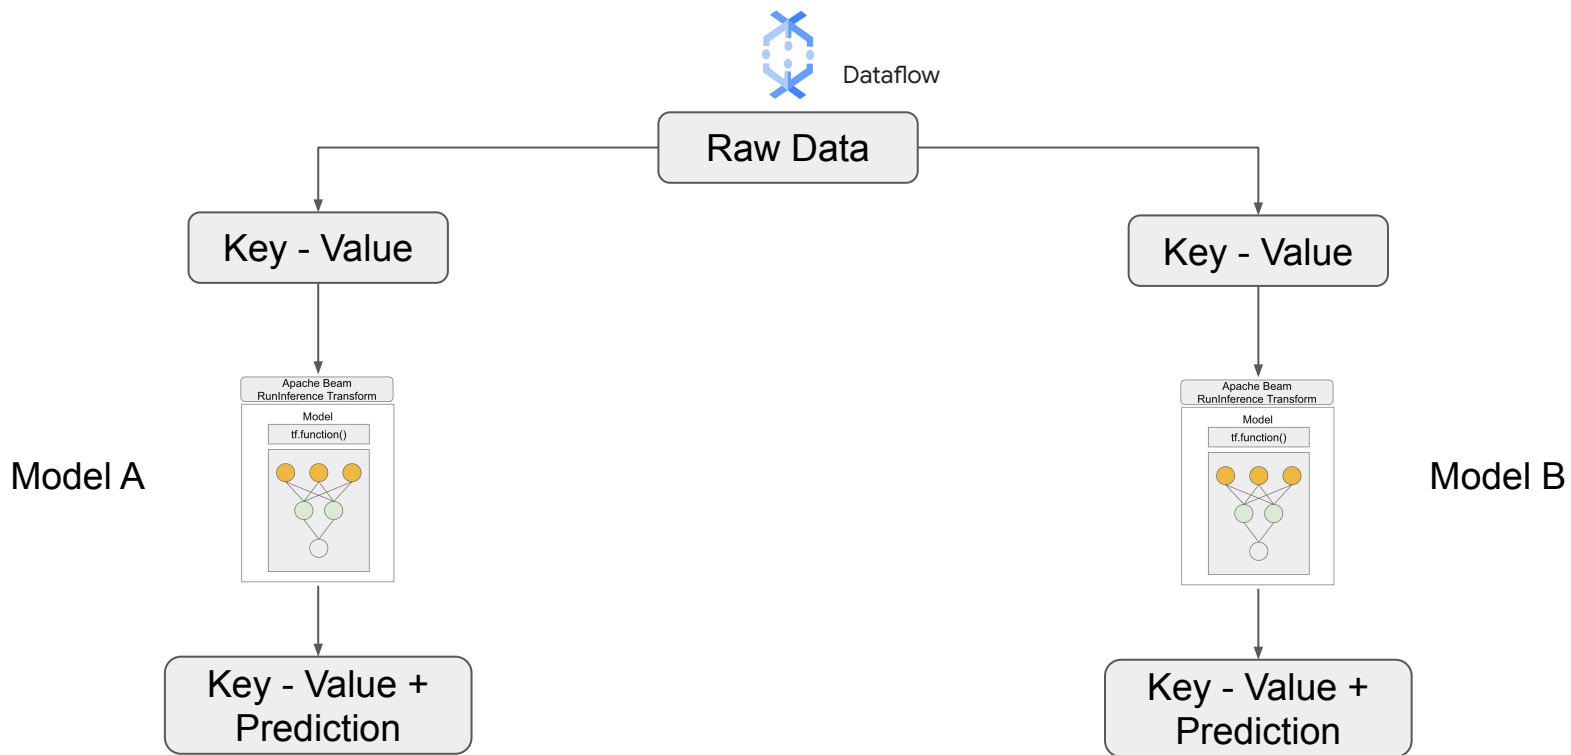 Dataflow
Raw Data
Key - Value
Key - Value
Apache Beam
RunInference Transform
Model
tf.function()
Apache Beam
RunInference Transform
Model
tf.function()
Model A
Model B
Key - Value +
Prediction
Key - Value +
Prediction